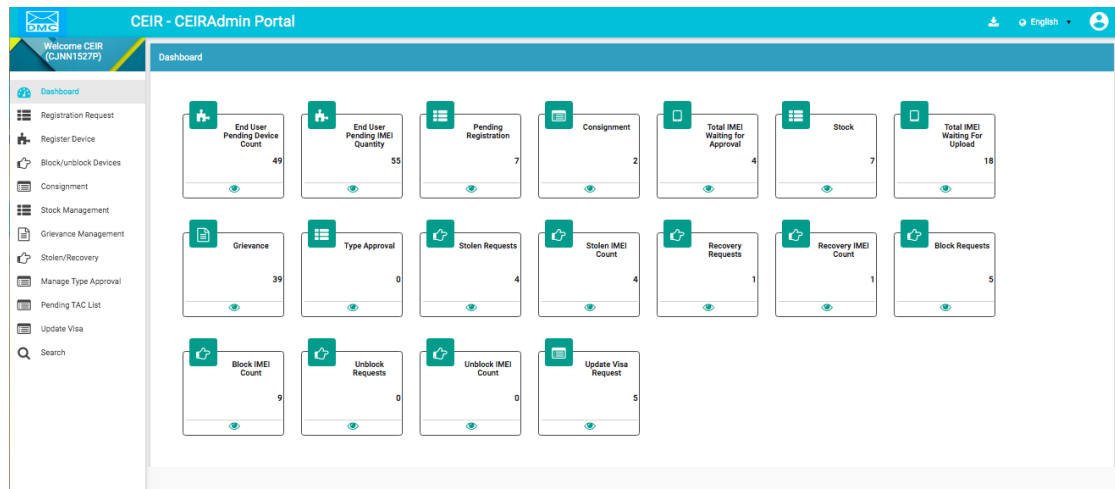 DMC
CEIR - CEIRAdmin Portal
English
Welcome CEIR
(CJNN1527P)
Dashboard
Dashboard
Registration Request
Register Device
Block/unblock Devices
Consignment
Stock Management
Grievance Management
Stolen/Recovery
Manage Type Approval
Pending TAC List
Update Visa
Search
End User
Pending Device
Count
49
End User
Pending IMEI
Quantity
55
Pending
Registration
7
Consignment
2
Total IMEI
Waiting for
Approval
4
Stock
7
Total IMEI
Waiting For
Upload
18
Grievance
39
Type Approval
0
Stolen Requests
4
Stolen IMEI
Count
4
Recovery
Requests
1
Recovery IMEI
Count
1
Block Requests
5
Block IMEI
Count
9
Unblock
Requests
0
Unblock IMEI
Count
0
Update Visa
Request
5